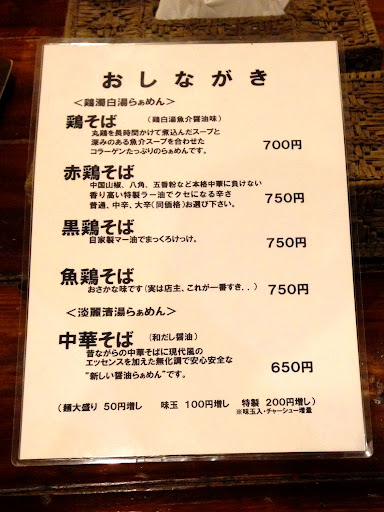 おしながき
＜鶏濁白湯らぁめん＞
鶏そば （鶏白湯魚介醤油味）
丸鶏を長時間かけて煮込んだスープと
深みのある魚介スープを合わせた
コラーゲンたっぷりのらぁめんです。 700円
赤鶏そば
中国山椒、八角、五香粉など本格中華に負けない
香り高い特製ラー油でクセになる辛さ
普通、中辛、大辛(同価格)お選び下さい。 750円
黒鶏そば
自家製マー油でまっくろけっけ。 750円
魚鶏そば
おさかな味です(実は店主、これが一番すき．．) 750円
＜淡麗清湯らぁめん＞
中華そば （和だし醤油）
昔ながらの中華そばに現代風の
エッセンスを加えた無化調で安心安全な
“新しい醤油らぁめん”です。 650円
（麺大盛り 50円増し 味玉 100円増し 特製 200円増し）
※味玉入・チャーシュー増量